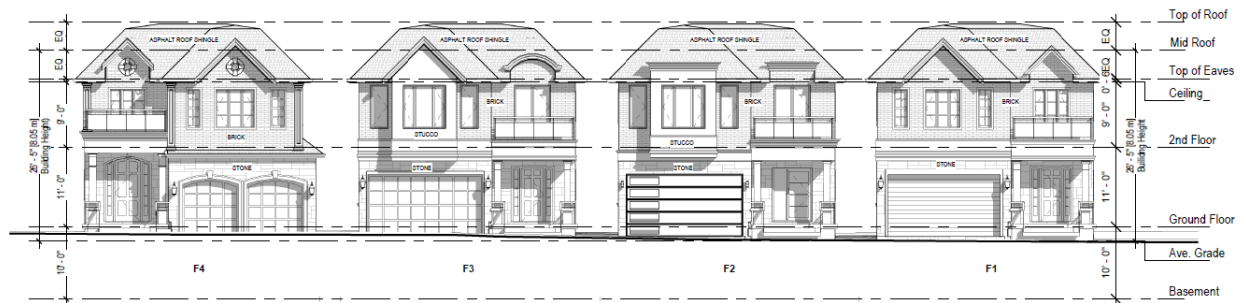 Top of Roof
Mid Roof
Top of Eaves
Ceiling
2nd Floor
Ground Floor
Ave. Grade
Basement
EQ
EQ
9' - 0"
11' - 0"
10' - 0"
26' - 5" [8.05 m]
Building Height
ASPHALT ROOF SHINGLE
BRICK
STONE
F4
ASPHALT ROOF SHINGLE
BRICK
STUCCO
STONE
F3
ASPHALT ROOF SHINGLE
BRICK
STUCCO
STONE
F2
ASPHALT ROOF SHINGLE
BRICK
STONE
F1
EQ
EQ
0' - 6"
9' - 0"
11' - 0"
10' - 0"
26' - 5" [8.05 m]
Building Height